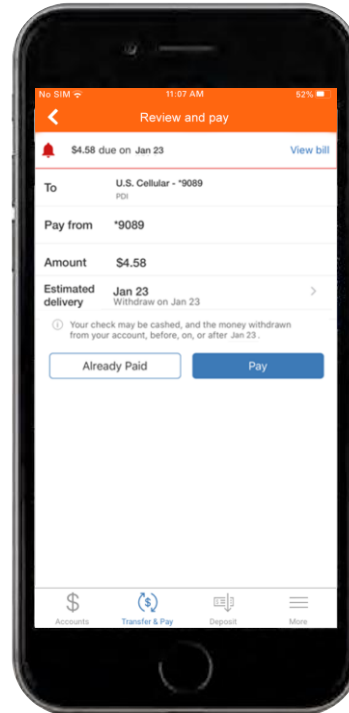 No SIM 11:07 AM 52%
Review and pay
$4.58 due on Jan 23 View bill
To U.S. Cellular - *9089
PDI
Pay from *9089
Amount $4.58
Estimated delivery Jan 23
Withdraw on Jan 23
Your check may be cashed, and the money withdrawn
from your account, before, on, or after Jan 23.
Already Paid Pay
Accounts Transfer & Pay Deposit More